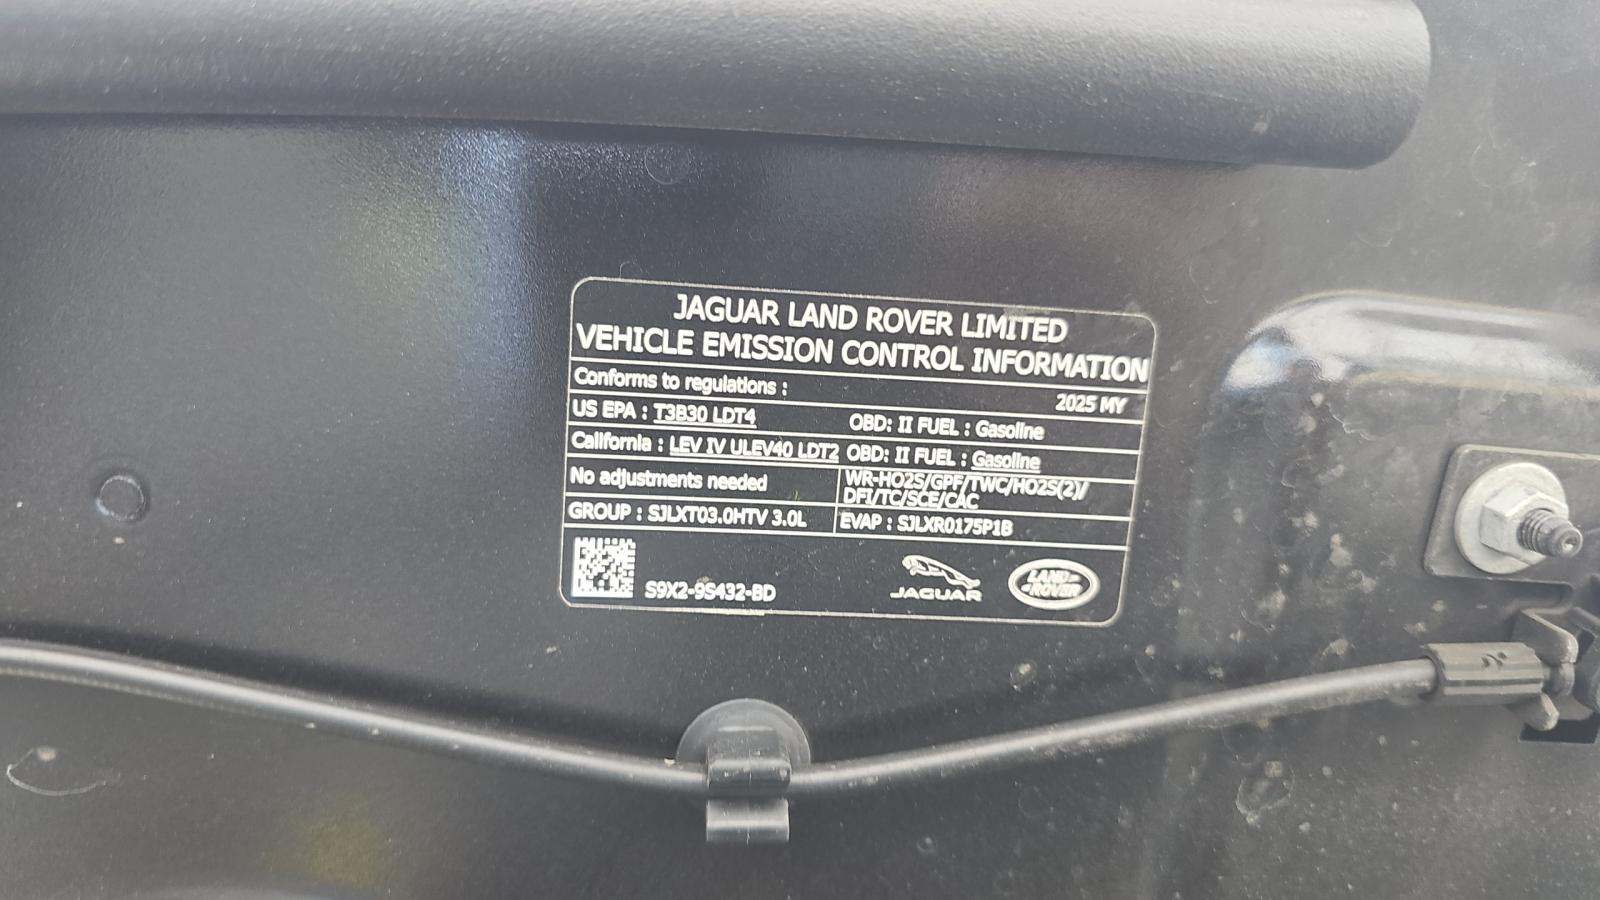 JAGUAR LAND ROVER LIMITED
VEHICLE EMISSION CONTROL INFORMATION
Conforms to regulations :
2025 MY
US EPA : T3B30 LDT4 OBD: II FUEL : Gasoline
California : LEV IV ULEV40 LDT2 OBD: II FUEL : Gasoline
No adjustments needed
WR-HO2S/GPF/TWC/HO2S(2)/
DFI/TC/SCE/CAC
GROUP : SJLXT03.0HTV 3.0L EVAP : SJLXR0175P1B
S9X2-9S432-BD
JAGUAR
LAND-
-ROVER